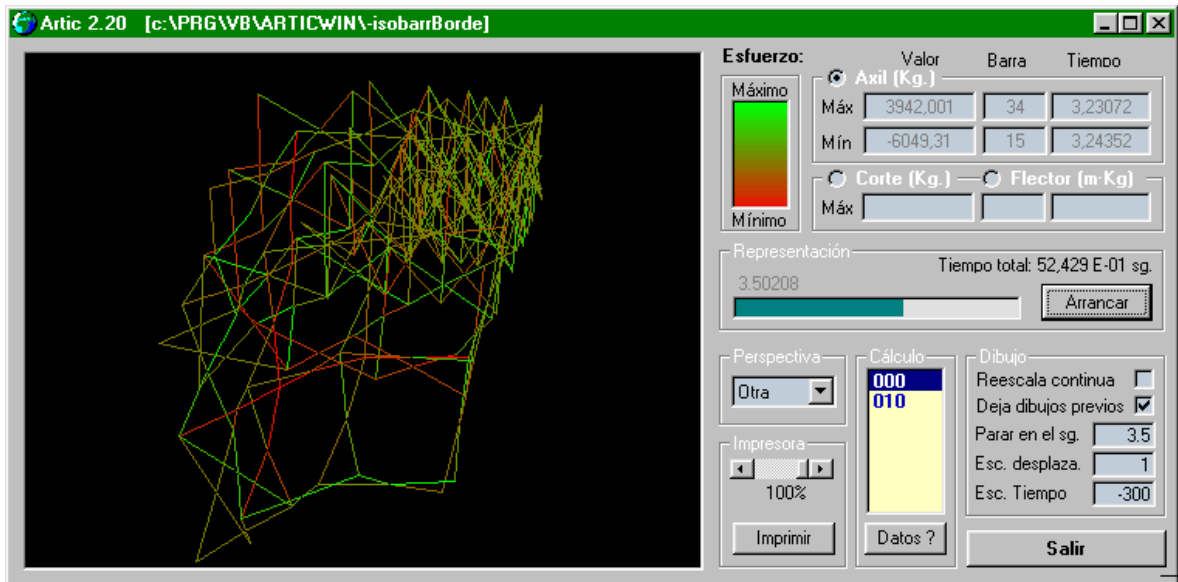 Artic 2.20 [c:\PRG\VB\ARTICWIN\-isobarrBorde]
Esfuerzo:
Máximo
Mínimo
Valor Barra Tiempo
Axil (Kg.)
Máx 3942,001 34 3,23072
Mín -6049,31 15 3,24352
Corte (Kg.) Flector (m-Kg)
Máx
Representación
Tiempo total: 52,429 E-01 sg.
3.50208
Arrancar
Perspectiva
Otra
Impresora
100%
Imprimir
Cálculo
000
010
Datos ?
Dibujo
Reescala continua
Deja dibujos previos
Parar en el sg. 3.5
Esc. desplaza. 1
Esc. Tiempo -300
Salir